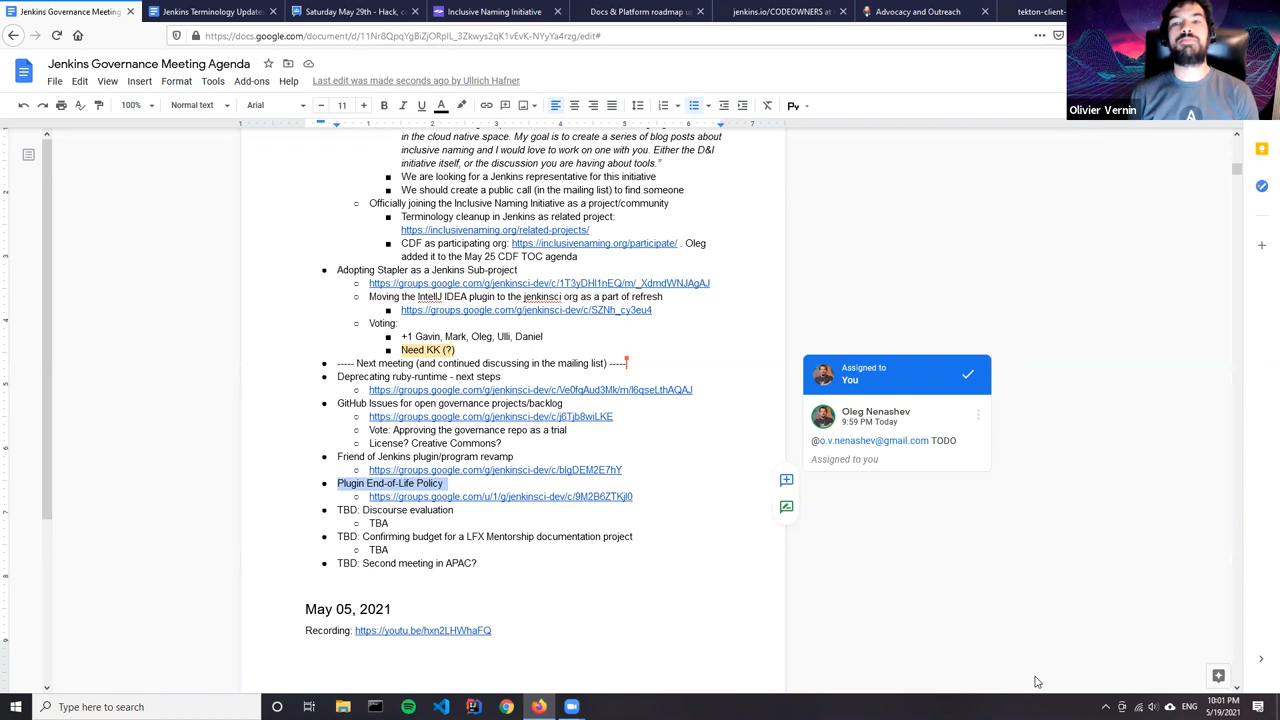 Jenkins Governance Meeting
Jenkins Terminology Updates
Saturday May 29th - Hack, c
Inclusive Naming Initiative
Docs & Platform roadmap u
jenkins.io/CODEOWNERS at
Advocacy and Outreach
tekton-client-
https://docs.google.com/document/d/11Nr8QpqYgBiZjORplL_3Zkwys2qK1vEvK-NYyYa4rzg/edit#
Jenkins Governance Meeting Agenda
File Edit View Insert Format Tools Add-ons Help
Last edit was made seconds ago by Ullrich Hafner
100% Normal text Arial 11
Olivier Vernin
in the cloud native space. My goal is to create a series of blog posts about
inclusive naming and I would love to work on one with you. Either the D&I
initiative itself, or the discussion you are having about tools."
We are looking for a Jenkins representative for this initiative
We should create a public call (in the mailing list) to find someone
Officially joining the Inclusive Naming Initiative as a project/community
Terminology cleanup in Jenkins as related project:
https://inclusivenaming.org/related-projects/
CDF as participating org: https://inclusivenaming.org/participate/ . Oleg
added it to the May 25 CDF TOC agenda
Adopting Stapler as a Jenkins Sub-project
https://groups.google.com/g/jenkinsci-dev/c/1T3yDHl1nEQ/m/_XdmdWNJAgAJ
Moving the IntellJ IDEA plugin to the jenkinsci org as a part of refresh
https://groups.google.com/g/jenkinsci-dev/c/SZNh_cy3eu4
Voting:
+1 Gavin, Mark, Oleg, Ulli, Daniel
Need KK (?)
----- Next meeting (and continued discussing in the mailing list) -----
Deprecating ruby-runtime - next steps
https://groups.google.com/g/jenkinsci-dev/c/Ve0fqAud3Mk/m/l6qseLthAQAJ
GitHub Issues for open governance projects/backlog
https://groups.google.com/g/jenkinsci-dev/c/j6Tjb8wiLKE
Vote: Approving the governance repo as a trial
License? Creative Commons?
Friend of Jenkins plugin/program revamp
https://groups.google.com/g/jenkinsci-dev/c/blgDEM2E7hY
Plugin End-of-Life Policy
https://groups.google.com/u/1/g/jenkinsci-dev/c/9M2B6ZTKjl0
TBD: Discourse evaluation
TBA
TBD: Confirming budget for a LFX Mentorship documentation project
TBA
TBD: Second meeting in APAC?
May 05, 2021
Recording: https://youtu.be/hxn2LHWhaFQ
Assigned to
You
Oleg Nenashev
9:59 PM Today
@o.v.nenashev@gmail.com TODO
Assigned to you
Type here to search
ENG
10:01 PM
5/19/2021